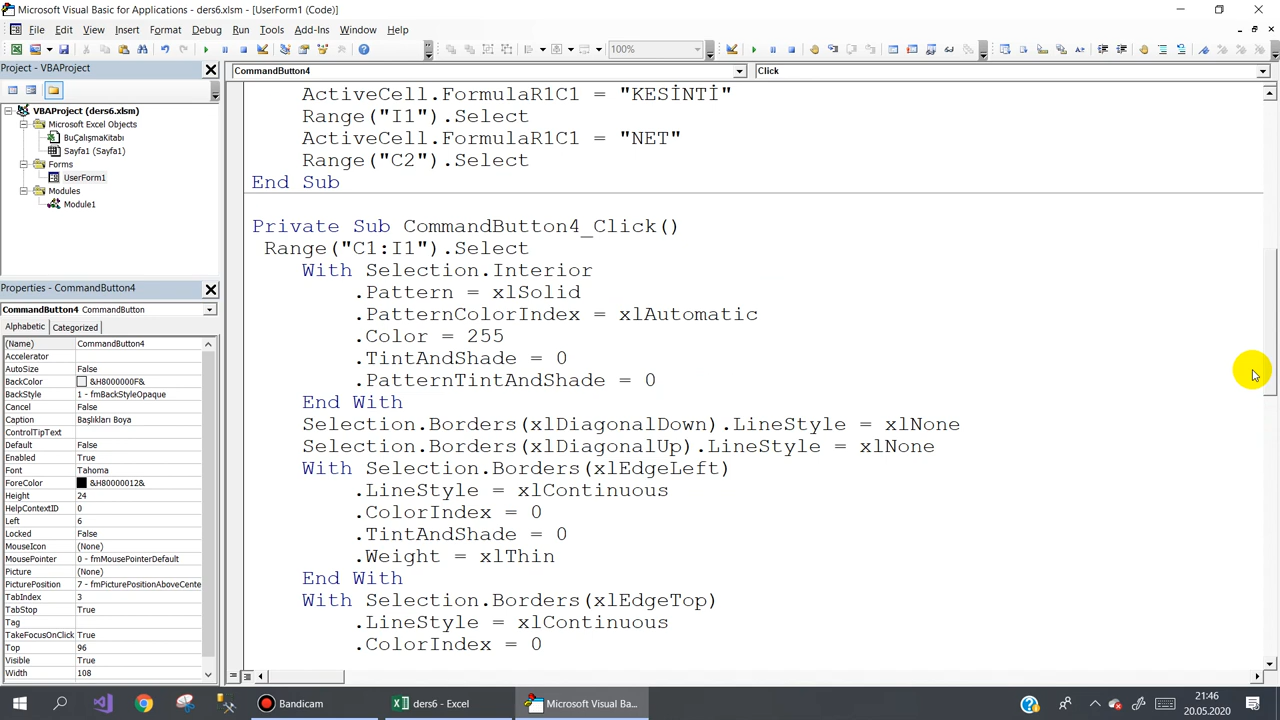 Microsoft Visual Basic for Applications - ders6.xlsm - [UserForm1 (Code)]
File Edit View Insert Format Debug Run Tools Add-Ins Window Help
100%
Project - VBAProject
CommandButton4
Click
VBAProject (ders6.xlsm)
Microsoft Excel Objects
BuÇalışmaKitabı
Sayfa1 (Sayfa1)
Forms
UserForm1
Modules
Module1
ActiveCell.FormulaR1C1 = "KESİNTİ"
Range("I1").Select
ActiveCell.FormulaR1C1 = "NET"
Range("C2").Select
End Sub
Private Sub CommandButton4_Click()
Range("C1:I1").Select
With Selection.Interior
.Pattern = xlSolid
.PatternColorIndex = xlAutomatic
.Color = 255
.TintAndShade = 0
.PatternTintAndShade = 0
End With
Selection.Borders(xlDiagonalDown).LineStyle = xlNone
Selection.Borders(xlDiagonalUp).LineStyle = xlNone
With Selection.Borders(xlEdgeLeft)
.LineStyle = xlContinuous
.ColorIndex = 0
.TintAndShade = 0
.Weight = xlThin
End With
With Selection.Borders(xlEdgeTop)
.LineStyle = xlContinuous
.ColorIndex = 0
Properties - CommandButton4
CommandButton4 CommandButton
Alphabetic Categorized
(Name) CommandButton4
Accelerator
AutoSize False
BackColor &H8000000F&
BackStyle 1 - fmBackStyleOpaque
Cancel False
Caption Başlıkları Boya
ControlTipText
Default False
Enabled True
Font Tahoma
ForeColor &H80000012&
Height 24
HelpContextID 0
Left 6
Locked False
MouseIcon (None)
MousePointer 0 - fmMousePointerDefault
Picture (None)
PicturePosition 7 - fmPicturePositionAboveCente
TabIndex 3
TabStop True
Tag
TakeFocusOnClick True
Top 96
Visible True
Width 108
Bandicam
ders6 - Excel
Microsoft Visual Ba...
21:46
20.05.2020